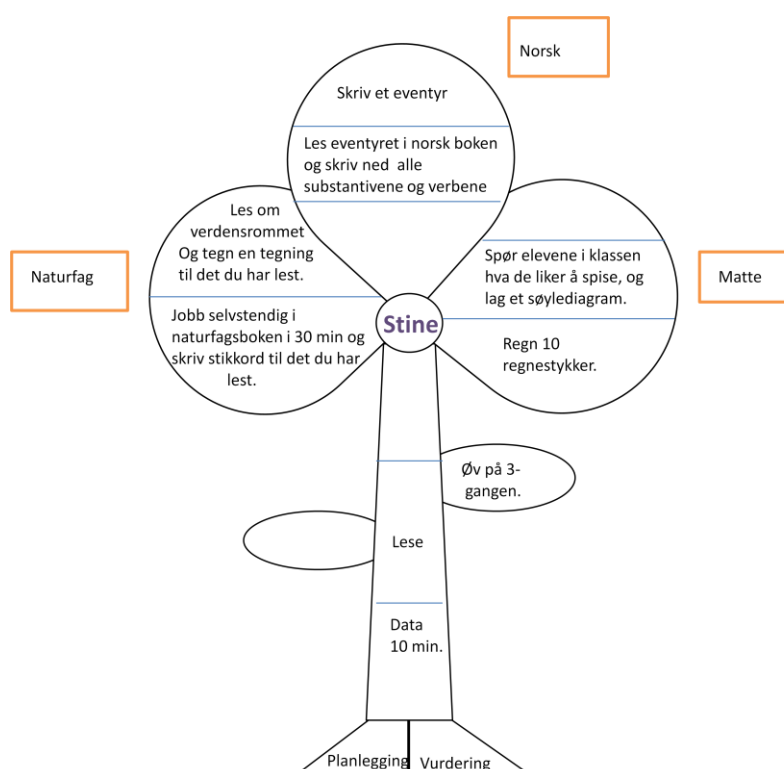 Norsk
Skriv et eventyr
Les eventyret i norsk boken
og skriv ned alle
substantivene og verbene
Naturfag
Les om
verdensrommet
Og tegn en tegning
til det du har lest.
Jobb selvstendig i
naturfagsboken i 30 min og
skriv stikkord til det du har
lest.
Stine
Matte
Spør elevene i klassen
hva de liker å spise, og
lag et søylediagram.
Regn 10
regnestykker.
Øv på 3-
gangen.
Lese
Data
10 min.
Planlegging
Vurdering